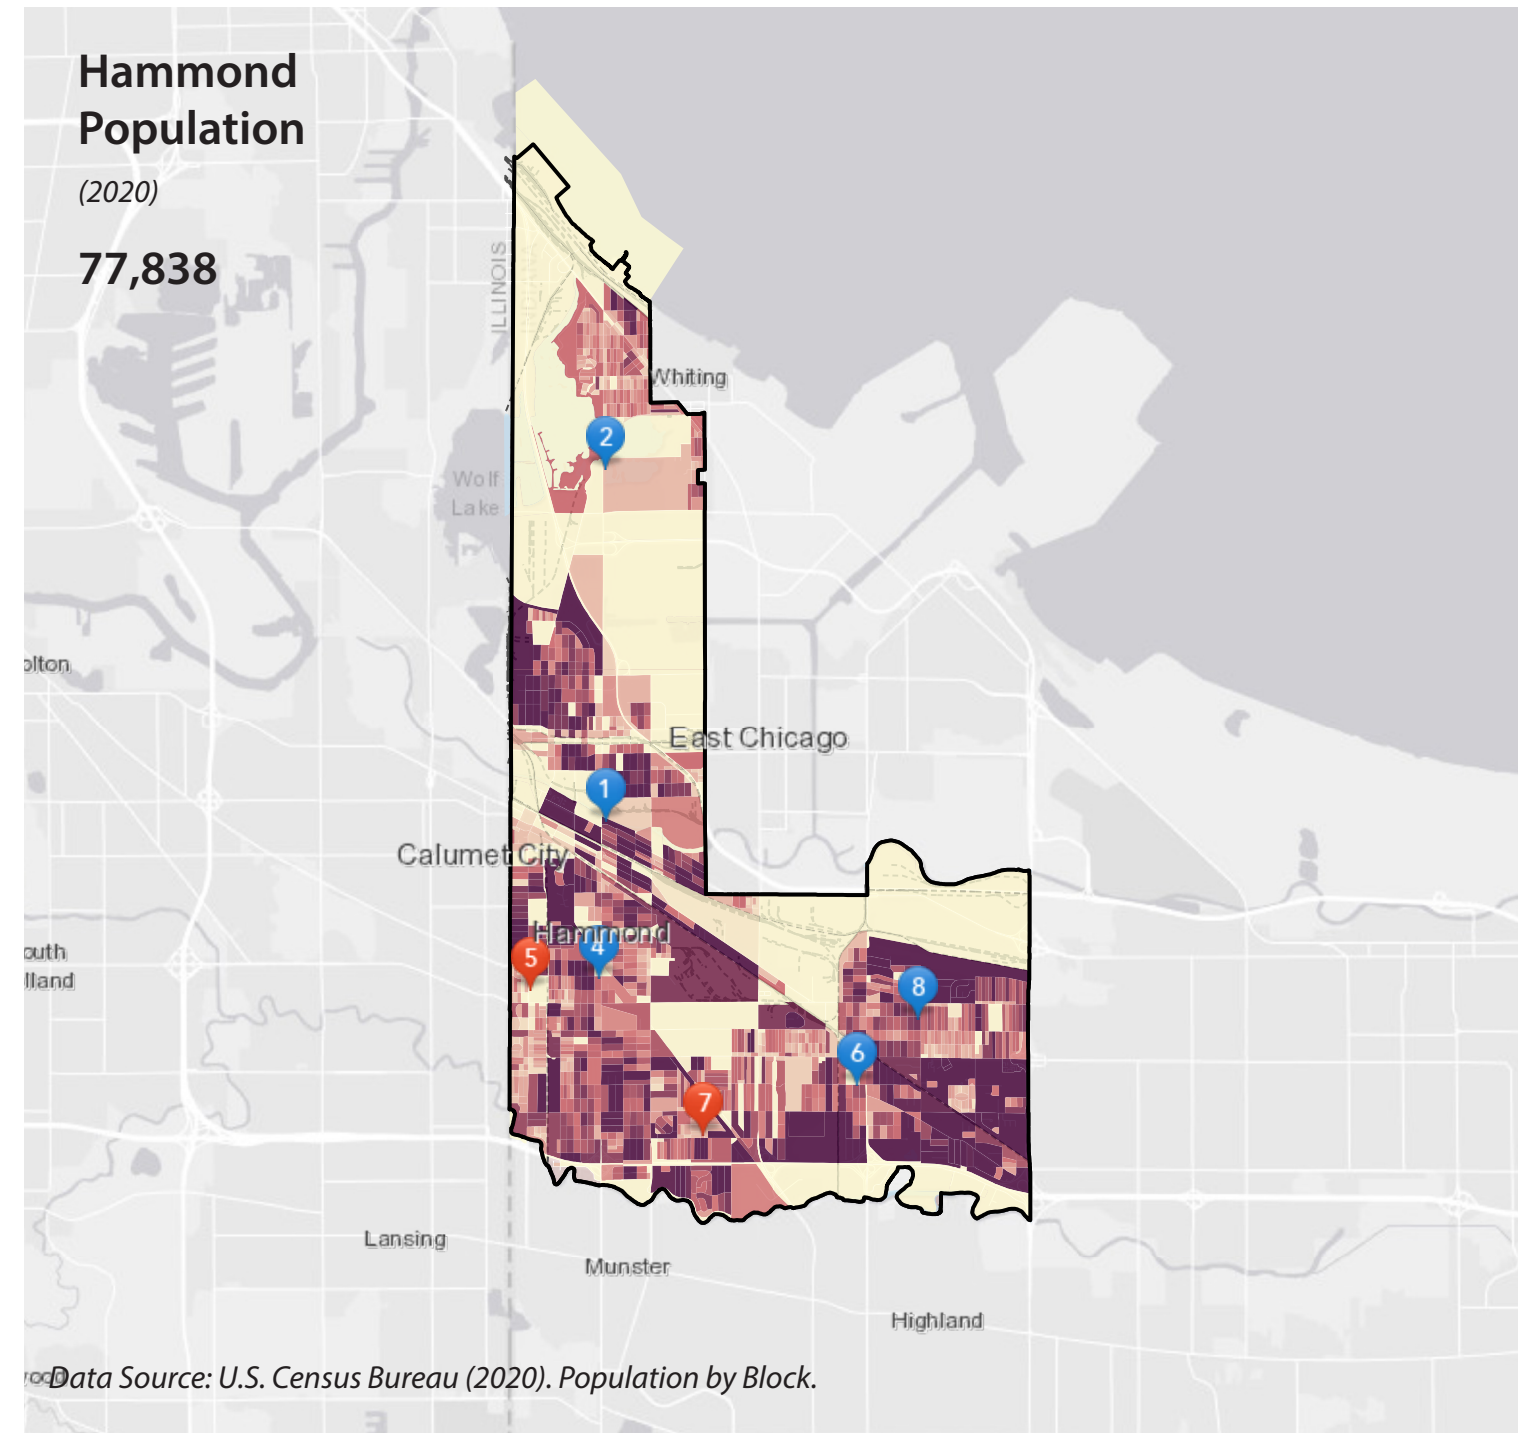 Hammond
Population
(2020)
77,838
ILLINOIS
Whiting
2
Wolf
Lake
olton
East Chicago
1
Calumet City
Hammond
5
4
outh
lland
8
6
7
Lansing
Munster
Highland
Data Source: U.S. Census Bureau (2020). Population by Block.